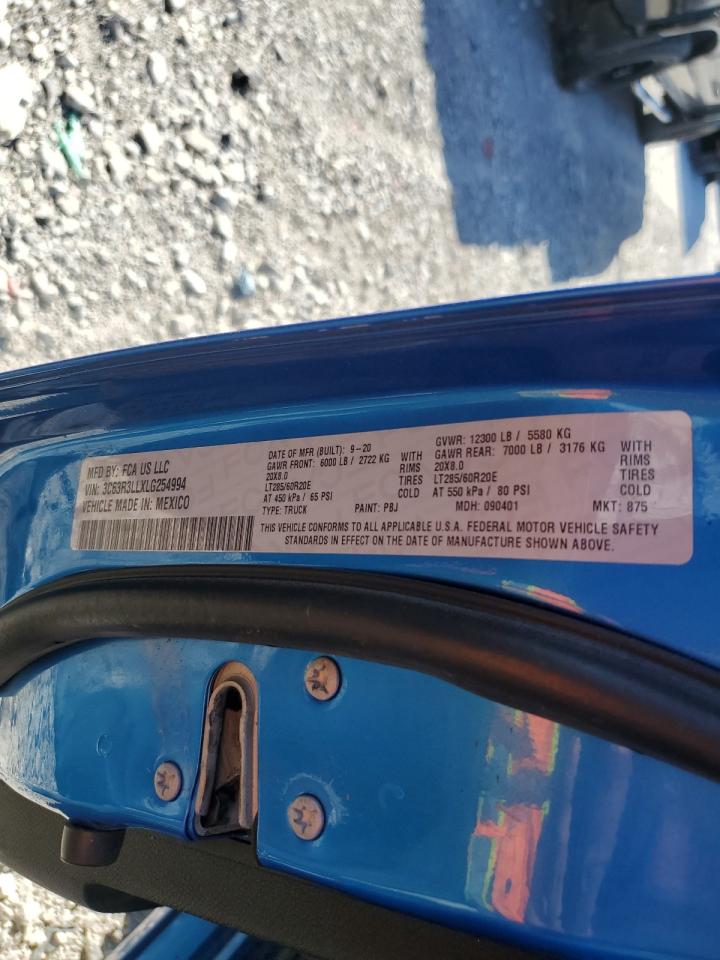 MFD BY: FCA US LLC
VIN: 3C63R3LLXLG254994
VEHICLE MADE IN: MEXICO
DATE OF MFR (BUILT): 9-20
GAWR FRONT: 6000 LB / 2722 KG WITH
20X8.0 RIMS
LT285/60R20E TIRES
AT 450 kPa / 65 PSI COLD
TYPE: TRUCK PAINT: PBJ
GVWR: 12300 LB / 5580 KG
GAWR REAR: 7000 LB / 3176 KG WITH
20X8.0 RIMS
LT285/60R20E TIRES
AT 550 kPa / 80 PSI COLD
MDH: 090401 MKT: 875
THIS VEHICLE CONFORMS TO ALL APPLICABLE U.S.A. FEDERAL MOTOR VEHICLE SAFETY
STANDARDS IN EFFECT ON THE DATE OF MANUFACTURE SHOWN ABOVE.